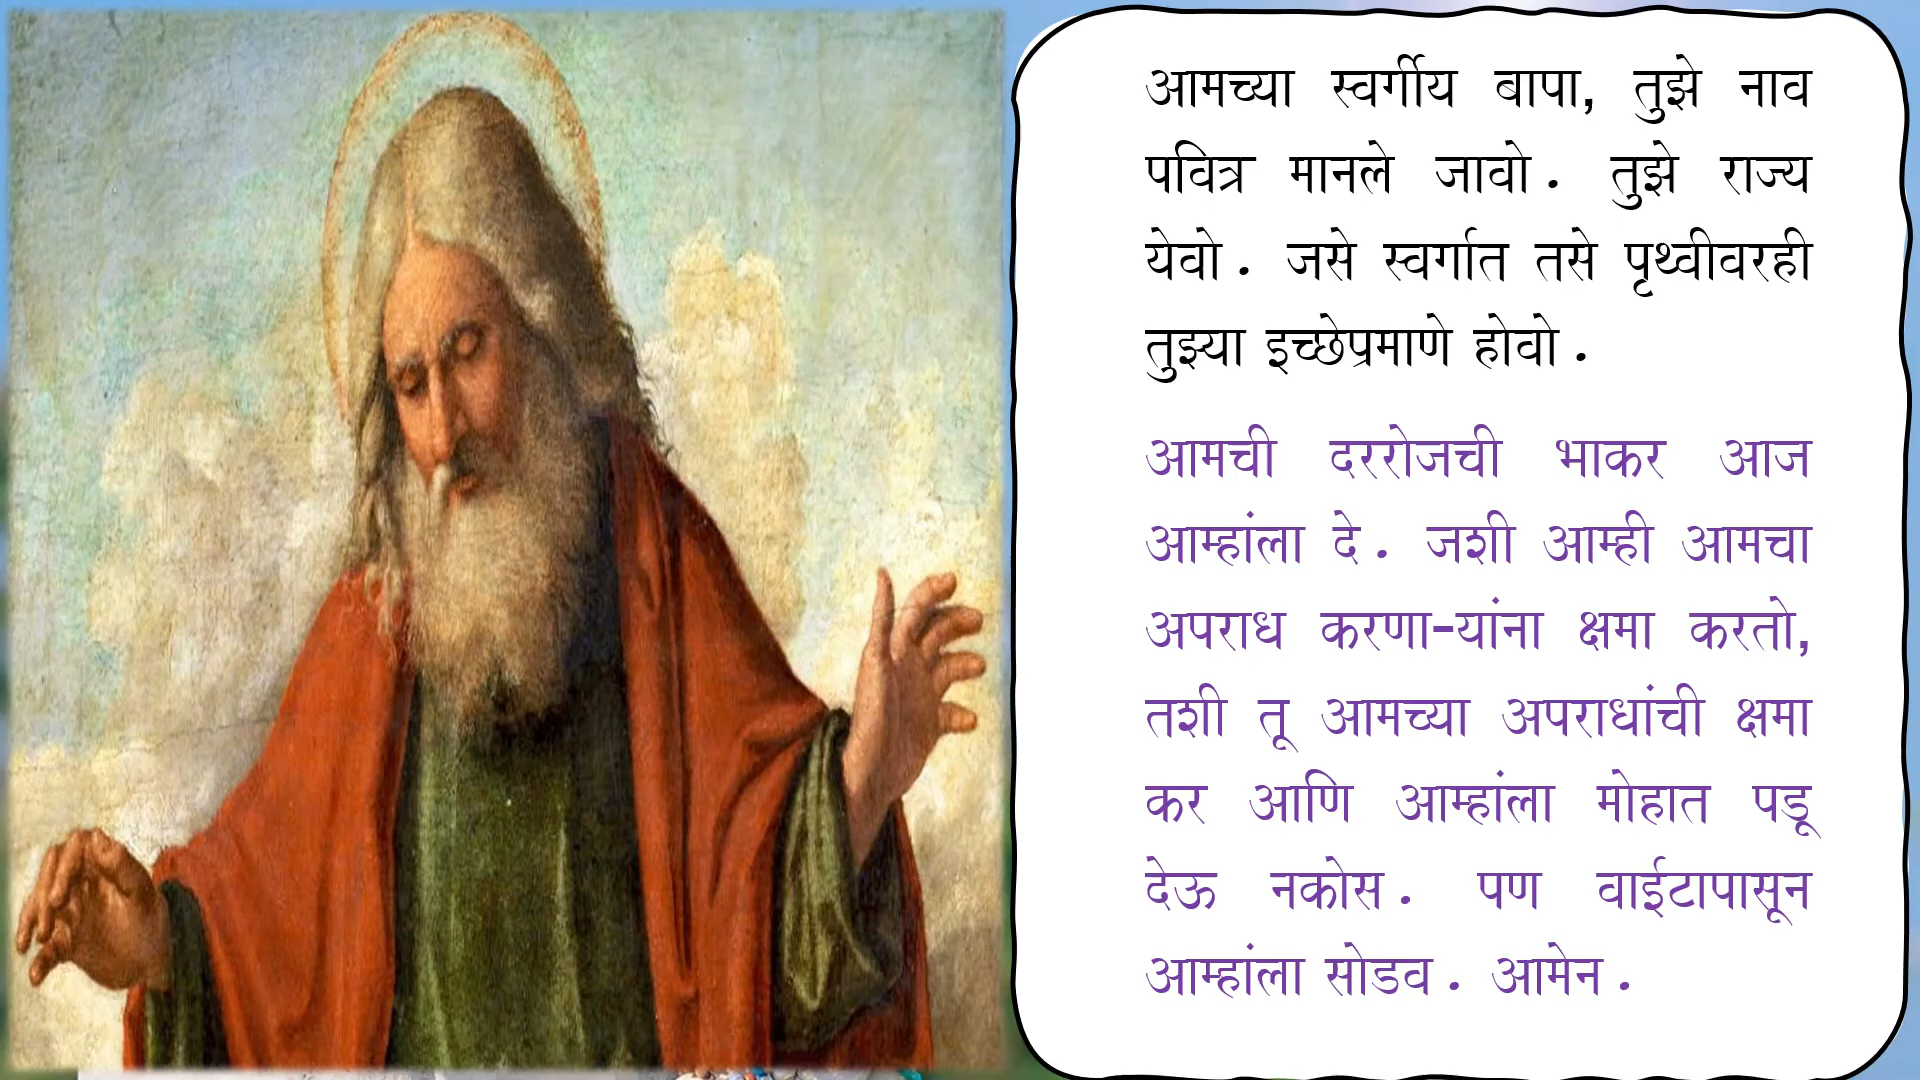 आमच्या स्वर्गीय बापा, तुझे नाव
पवित्र मानले जावो. तुझे राज्य
येवो. जसे स्वर्गात तसे पृथ्वीवरही
तुझ्या इच्छेप्रमाणे होवो.
आमची दररोजची भाकर आज
आम्हांला दे. जशी आम्ही आमचा
अपराध करणा-यांना क्षमा करतो,
तशी तू आमच्या अपराधांची क्षमा
कर आणि आम्हांला मोहात पडू
देऊ नकोस. पण वाईटापासून
आम्हांला सोडव. आमेन.